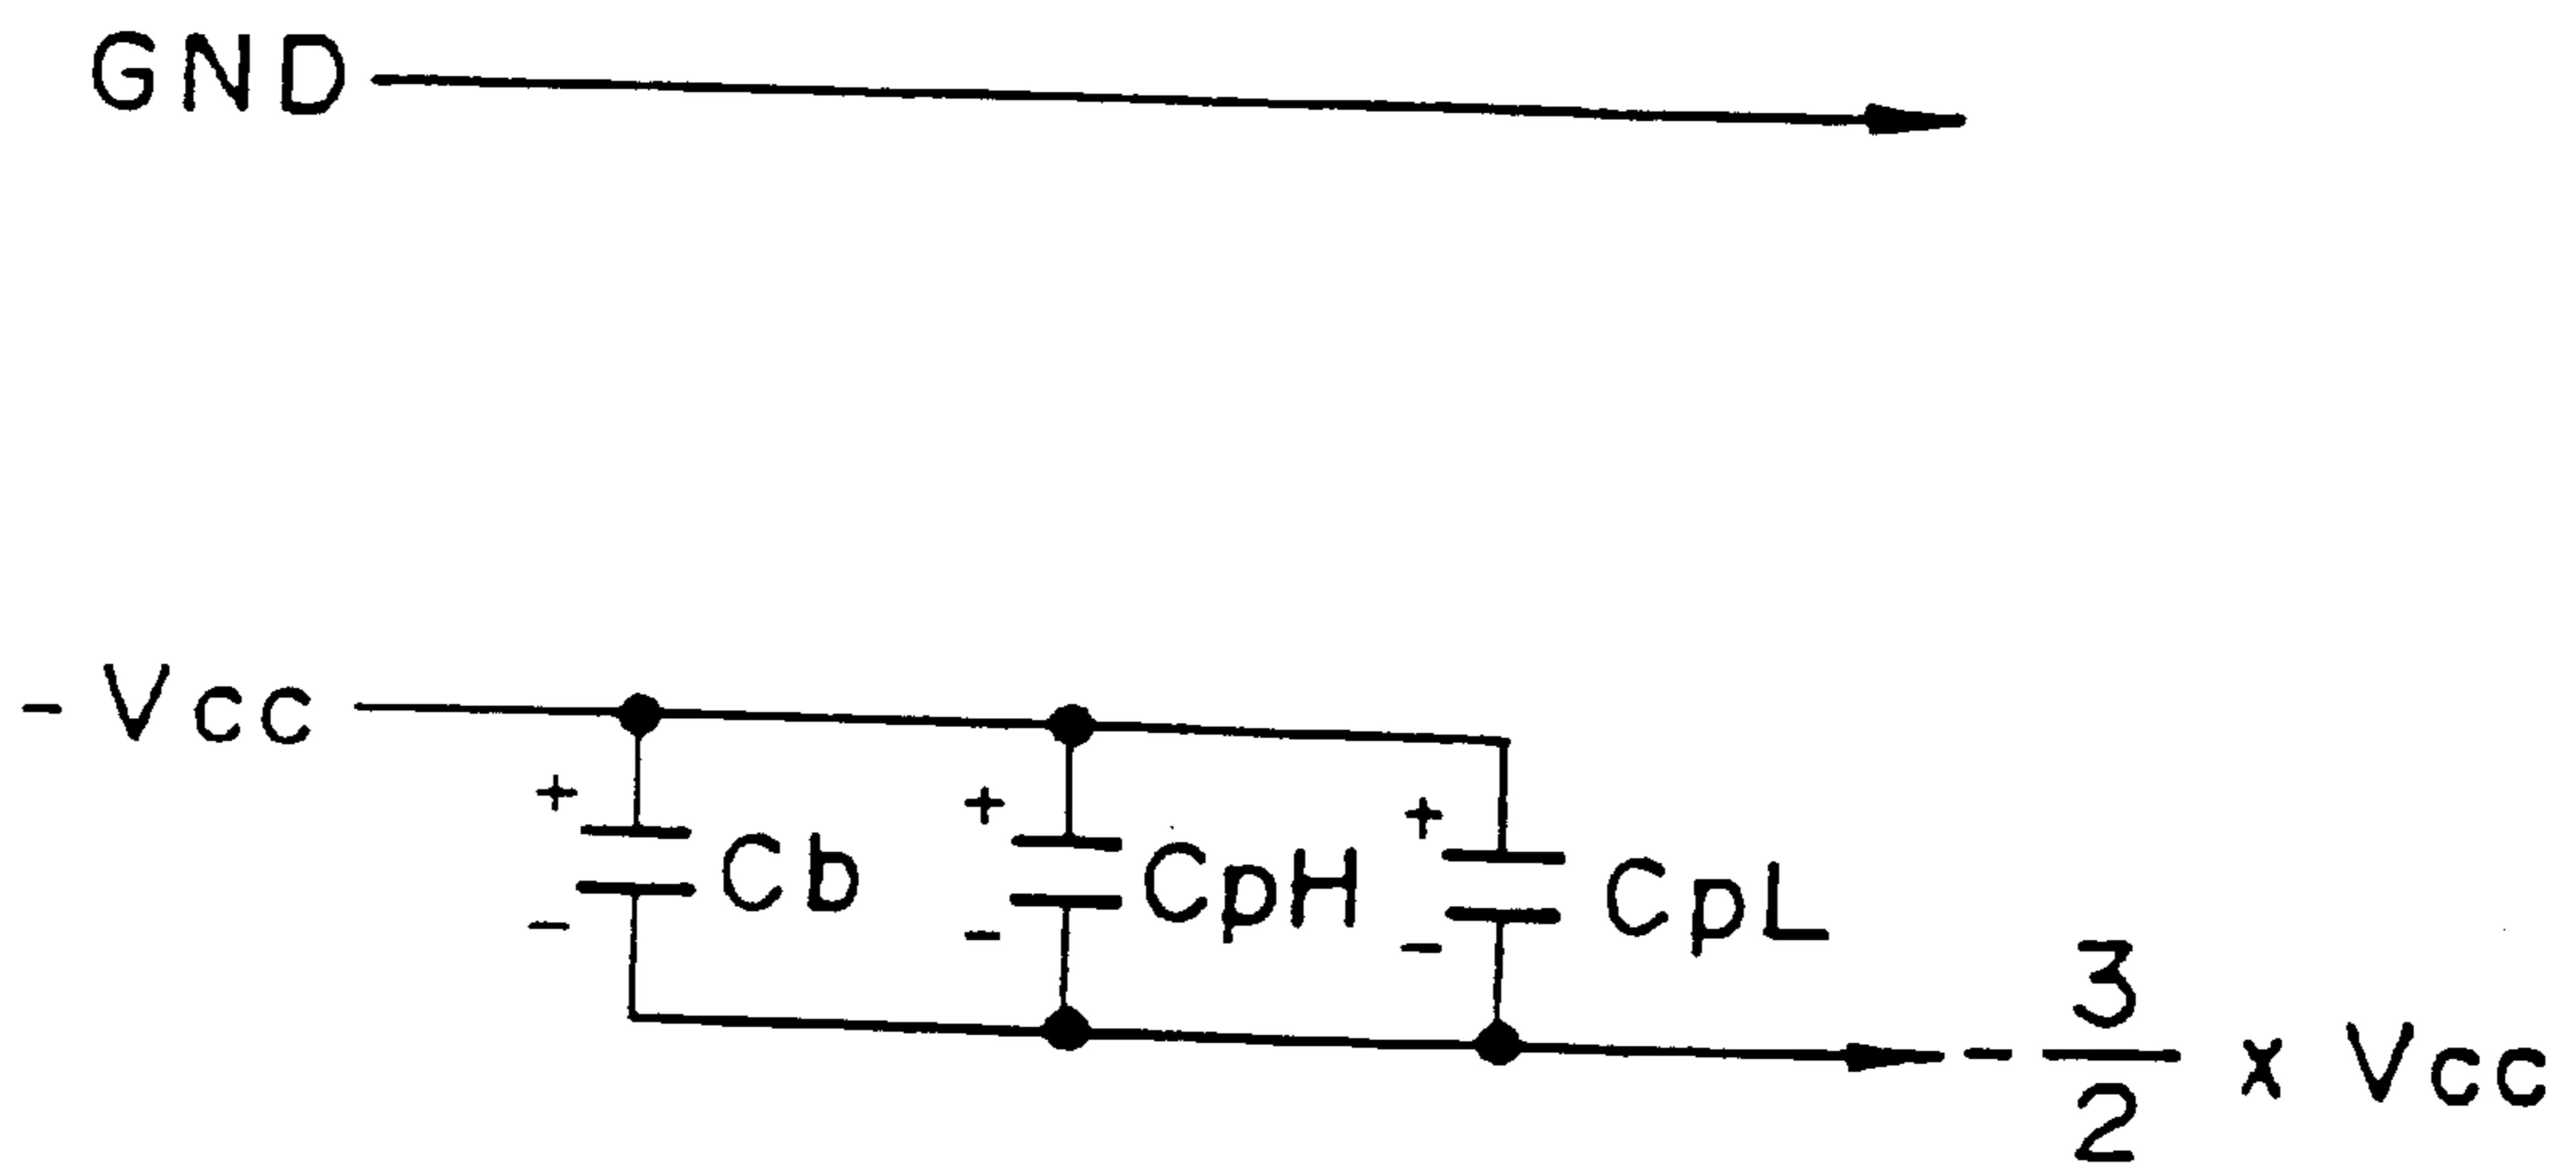 GND
- Vcc
+ + +
Cb CpH CpL
- - -
- 3/2 x Vcc